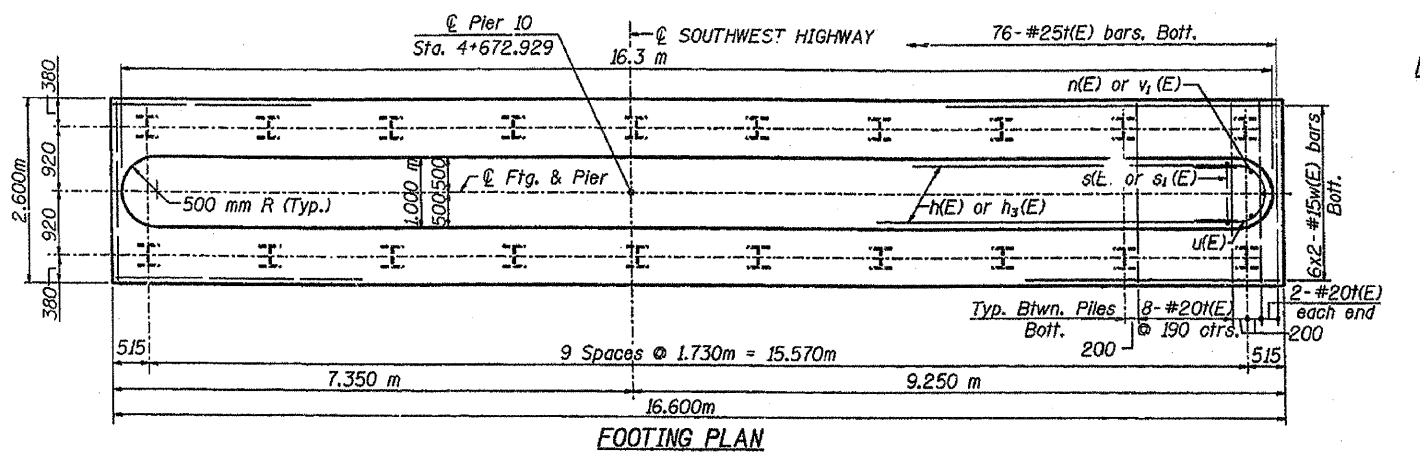 ℄ Pier 10
Sta. 4+672.929
℄ SOUTHWEST HIGHWAY
76-#25t(E) bars. Bott.
16.3 m
n(E) or v₁(E)
380
920
920
380
2.600m
500 mm R (Typ.)
1.000 m
500
500
℄ Ftg. & Pier
h(E) or h₃(E)
s(E. or s₁(E)
u(E)
6x2-#15w(E) bars
Bott.
Typ. Btwn. Piles
Bott.
8-#20t(E)
@ 190 ctrs.
2-#20t(E)
each end
200
200
515
9 Spaces @ 1.730m = 15.570m
515
7.350 m
9.250 m
16.600m
FOOTING PLAN